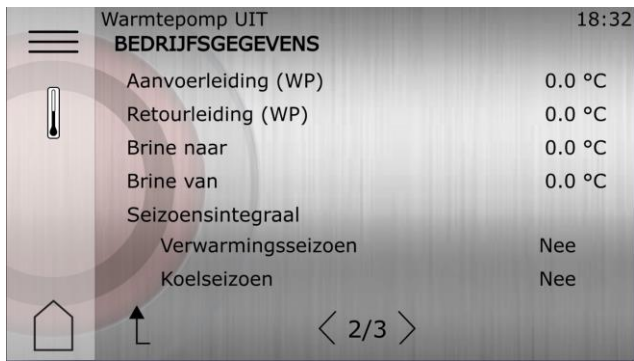 Warmtepomp UIT 18:32
BEDRIJFSGEGEVENS
Aanvoerleiding (WP) 0.0 °C
Retourleiding (WP) 0.0 °C
Brine naar 0.0 °C
Brine van 0.0 °C
Seizoensintegraal
Verwarmingsseizoen Nee
Koelseizoen Nee
2/3